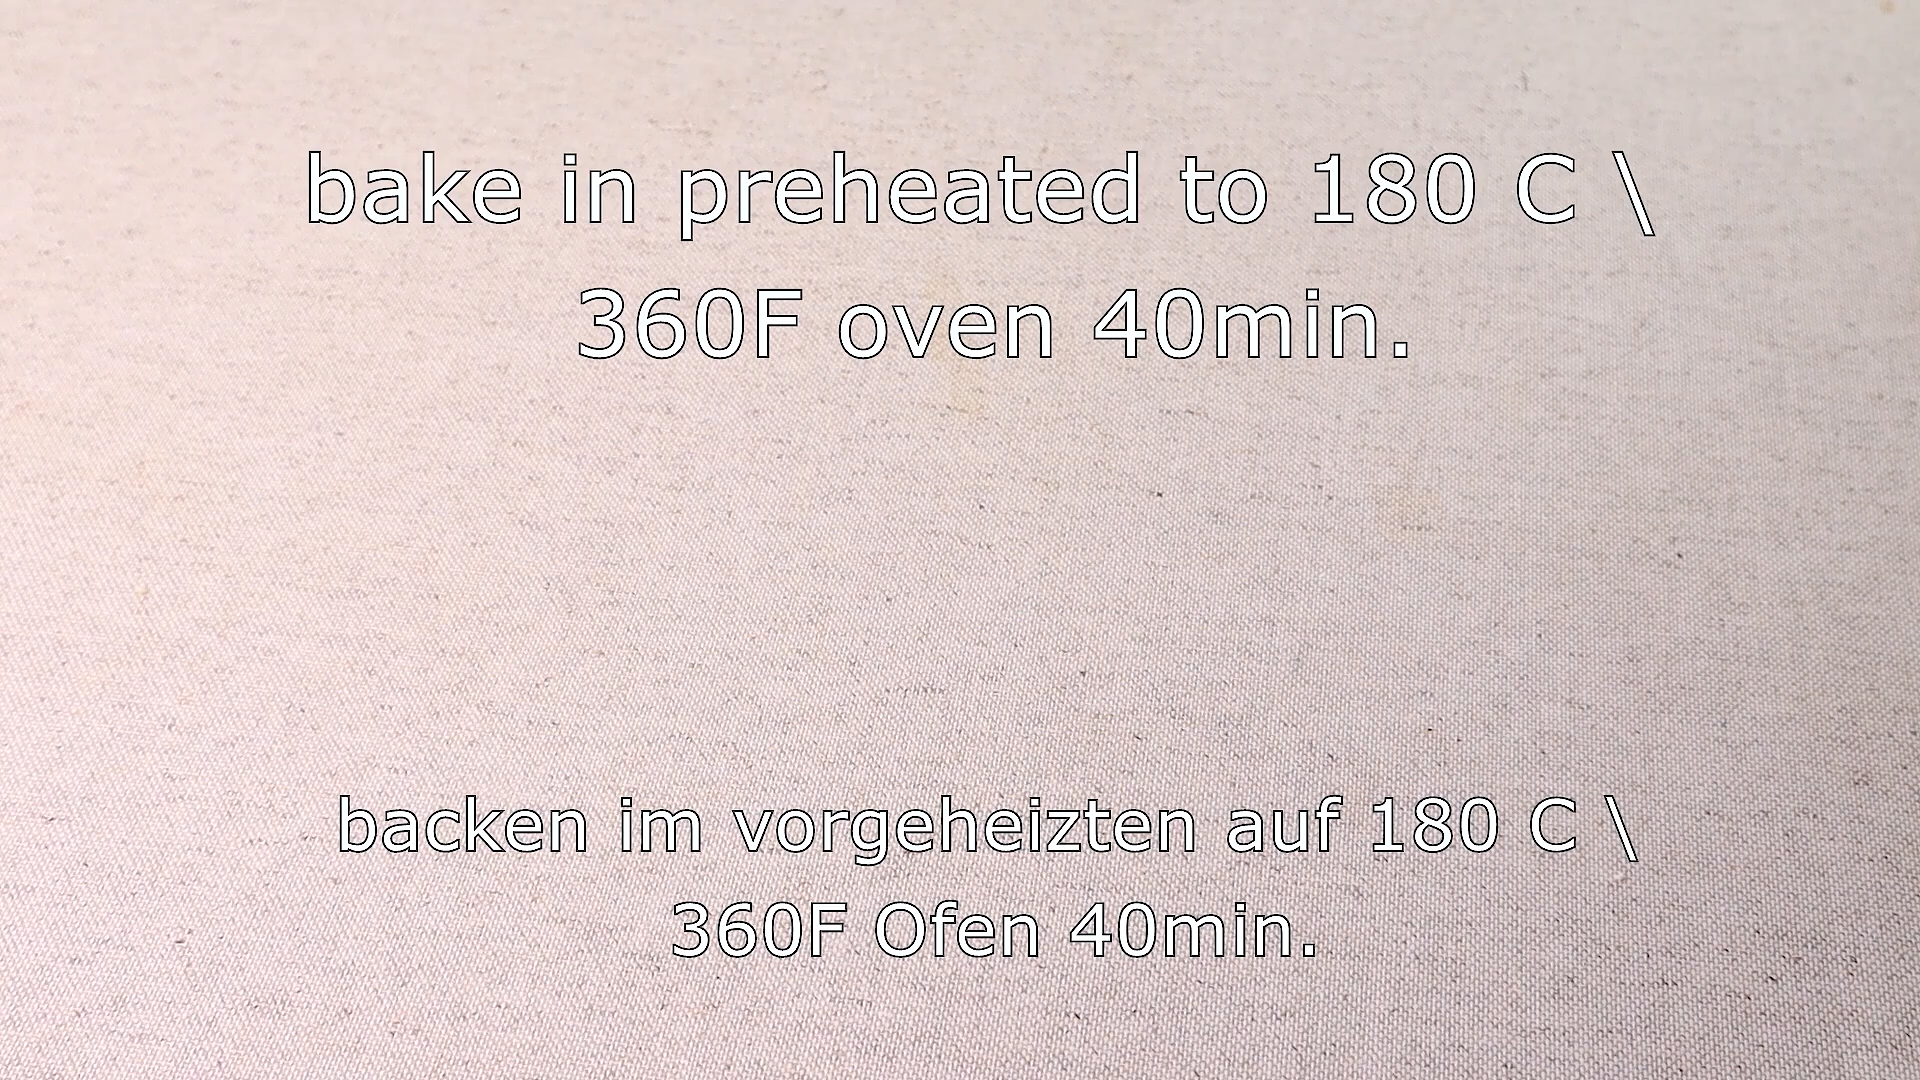 bake in preheated to 180 C \
360F oven 40min.
backen im vorgeheizten auf 180 C \
360F Ofen 40min.